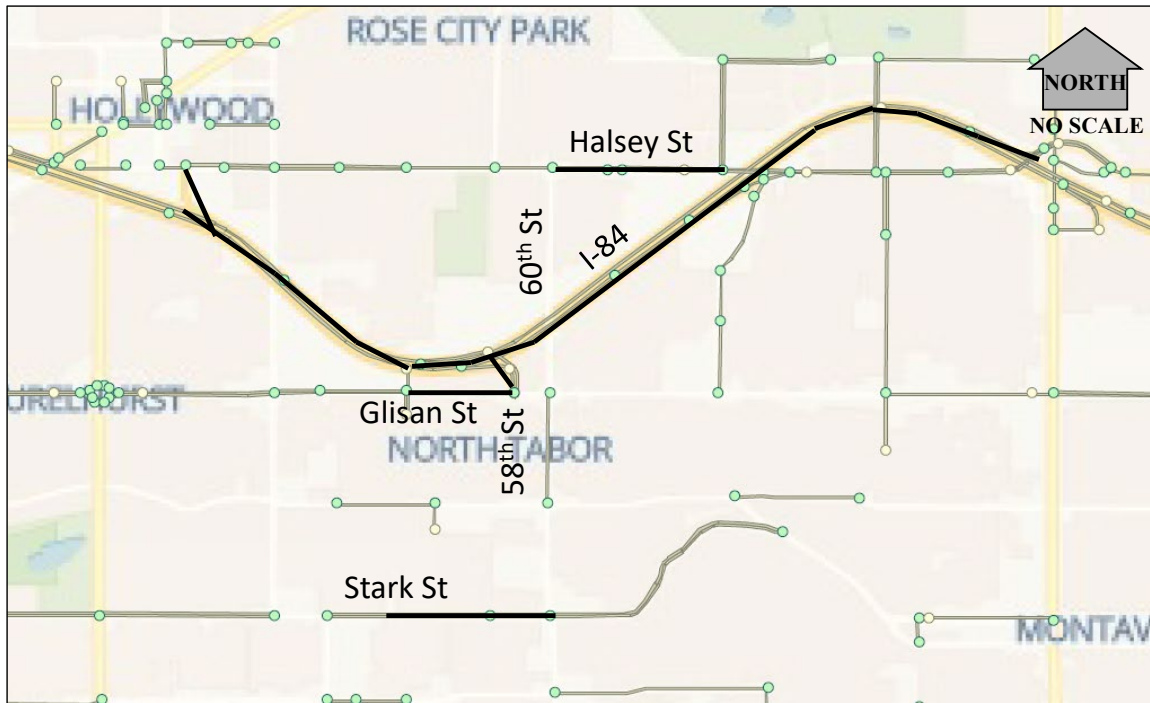 ROSE CITY PARK
NORTH
NO SCALE
HOLLYWOOD
Halsey St
60th St
I-84
URELHURST
Glisan St
58th St
NORTH TABOR
Stark St
MONTAV